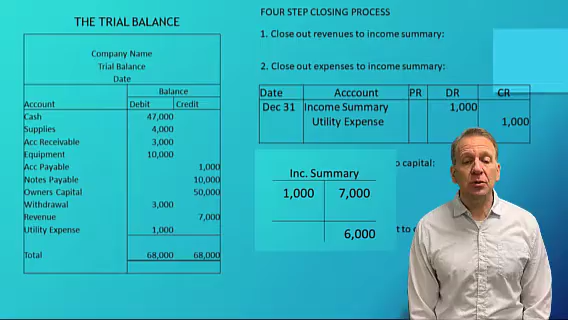 THE TRIAL BALANCE
Company Name
Trial Balance
Date
Balance
Account Debit Credit
Cash 47,000
Supplies 4,000
Acc Receivable 3,000
Equipment 10,000
Acc Payable 1,000
Notes Payable 10,000
Owners Capital 50,000
Withdrawal 3,000
Revenue 7,000
Utility Expense 1,000
Total 68,000 68,000
FOUR STEP CLOSING PROCESS
1. Close out revenues to income summary:
2. Close out expenses to income summary:
Date Acccount PR DR CR
Dec 31 Income Summary 1,000
Utility Expense 1,000
o capital:
Inc. Summary
1,000 7,000
6,000